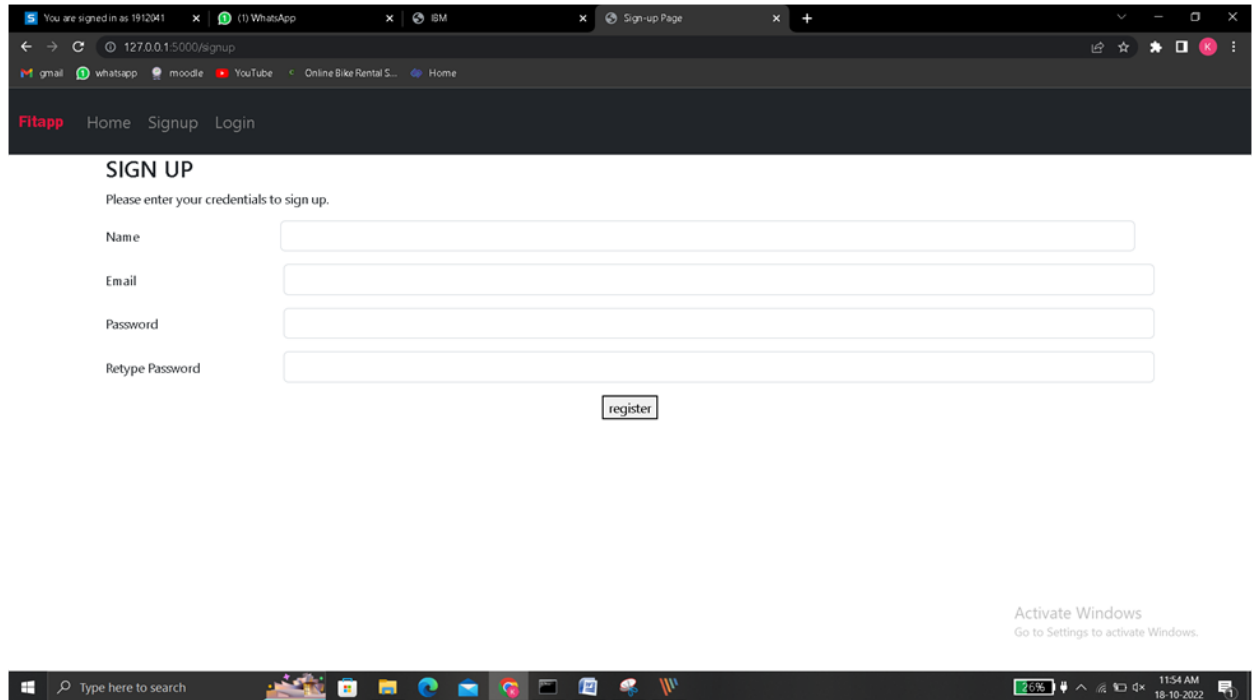 S You are signed in as 1912041 (1) WhatsApp IBM Sign-up Page
127.0.0.1:5000/signup K
gmail whatsapp moodle YouTube c Online Bike Rental S... Home
Fitapp Home Signup Login
SIGN UP
Please enter your credentials to sign up.
Name
Email
Password
Retype Password
register
Activate Windows
Go to Settings to activate Windows.
Type here to search 26% 11:54 AM
18-10-2022